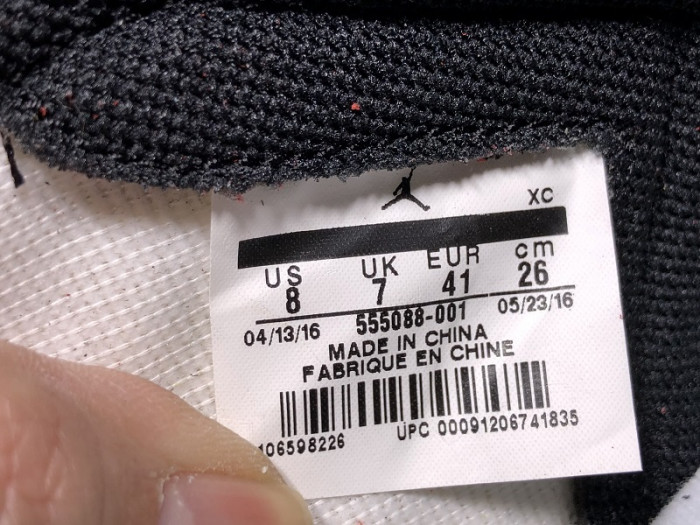 XC
US UK EUR cm
8 7 41 26
04/13/16 555088-001 05/23/16
MADE IN CHINA
FABRIQUE EN CHINE
106598226 UPC 00091206741835